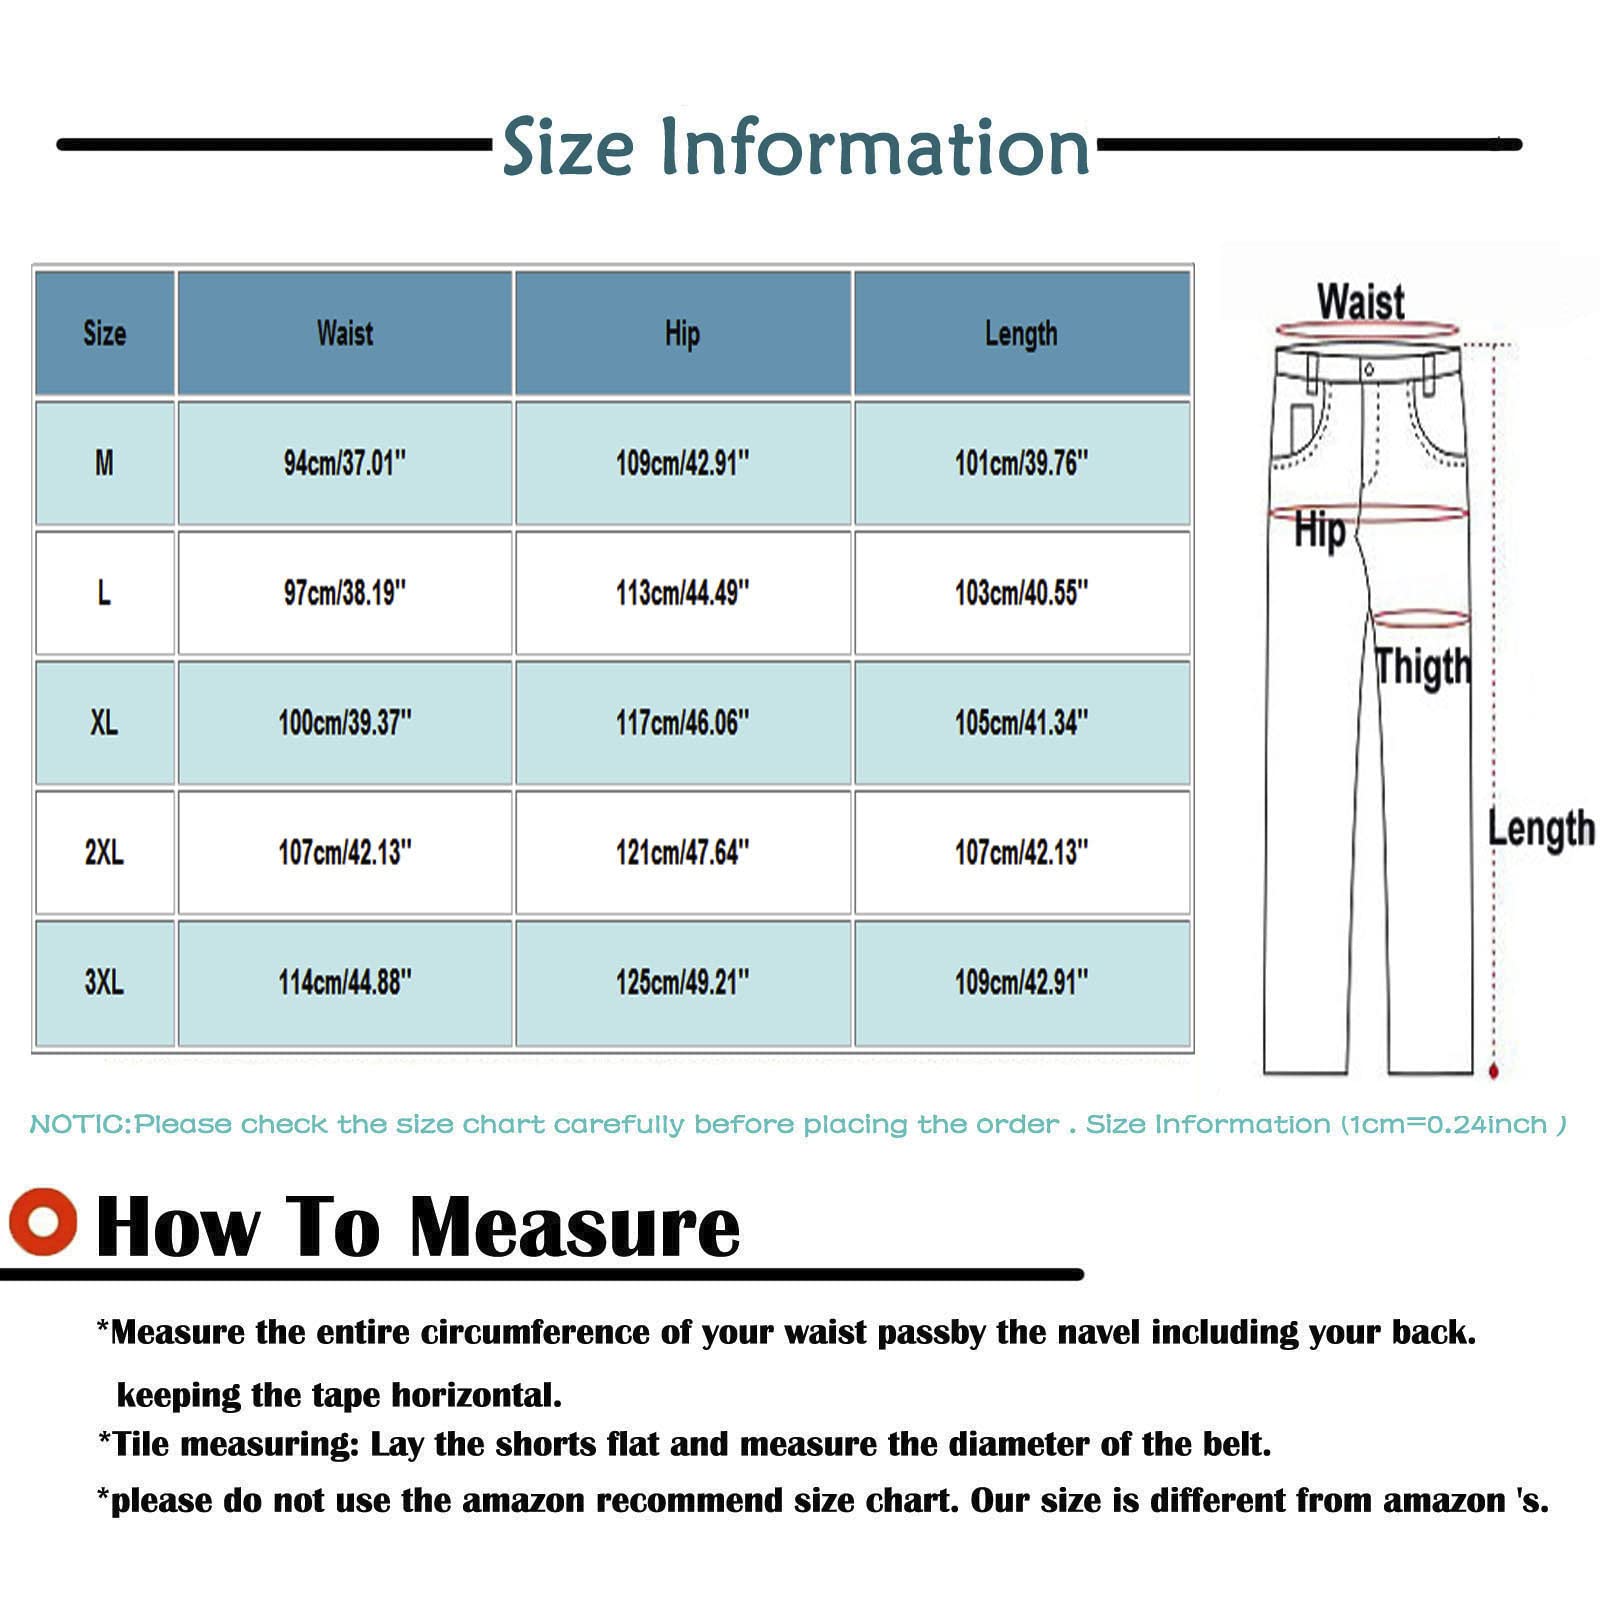 Size Information
Size Waist Hip Length
M 94cm/37.01" 109cm/42.91" 101cm/39.76"
L 97cm/38.19" 113cm/44.49" 103cm/40.55"
XL 100cm/39.37" 117cm/46.06" 105cm/41.34"
2XL 107cm/42.13" 121cm/47.64" 107cm/42.13"
3XL 114cm/44.88" 125cm/49.21" 109cm/42.91"
Waist
Hip
Thigth
Length
NOTIC:Please check the size chart carefully before placing the order . Size Information (1cm=0.24inch )
How To Measure
*Measure the entire circumference of your waist passby the navel including your back.
keeping the tape horizontal.
*Tile measuring: Lay the shorts flat and measure the diameter of the belt.
*please do not use the amazon recommend size chart. Our size is different from amazon 's.